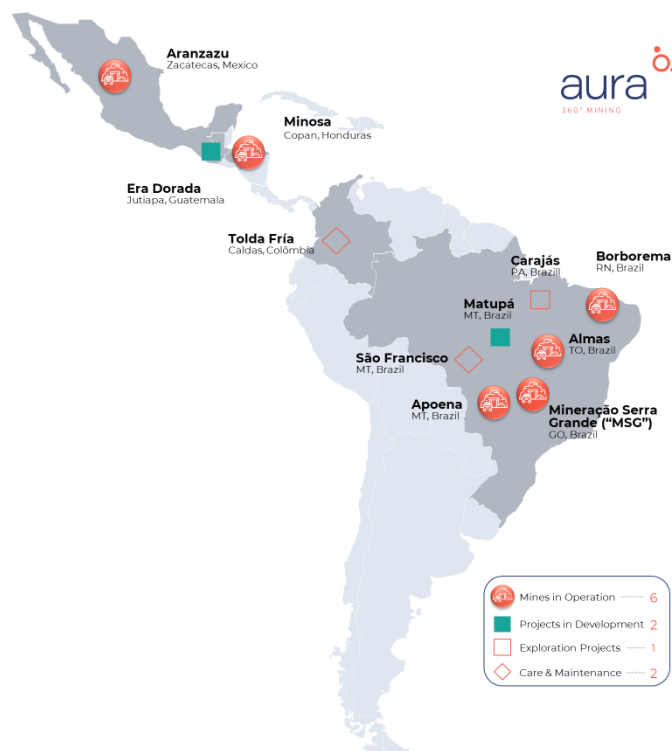 Aranzazu
Zacatecas, Mexico
aura
360° MINING
Minosa
Copan, Honduras
Era Dorada
Jutiapa, Guatemala
Tolda Fría
Caldas, Colômbia
Carajás
PA, Brazill
Borborema
RN, Brazil
Matupá
MT, Brazil
Almas
TO, Brazil
São Francisco
MT, Brazil
Apoena
MT, Brazil
Mineração Serra
Grande (“MSG”)
GO, Brazil
Mines in Operation ------- 6
Projects in Development 2
Exploration Projects ----- 1
Care & Maintenance ----- 2